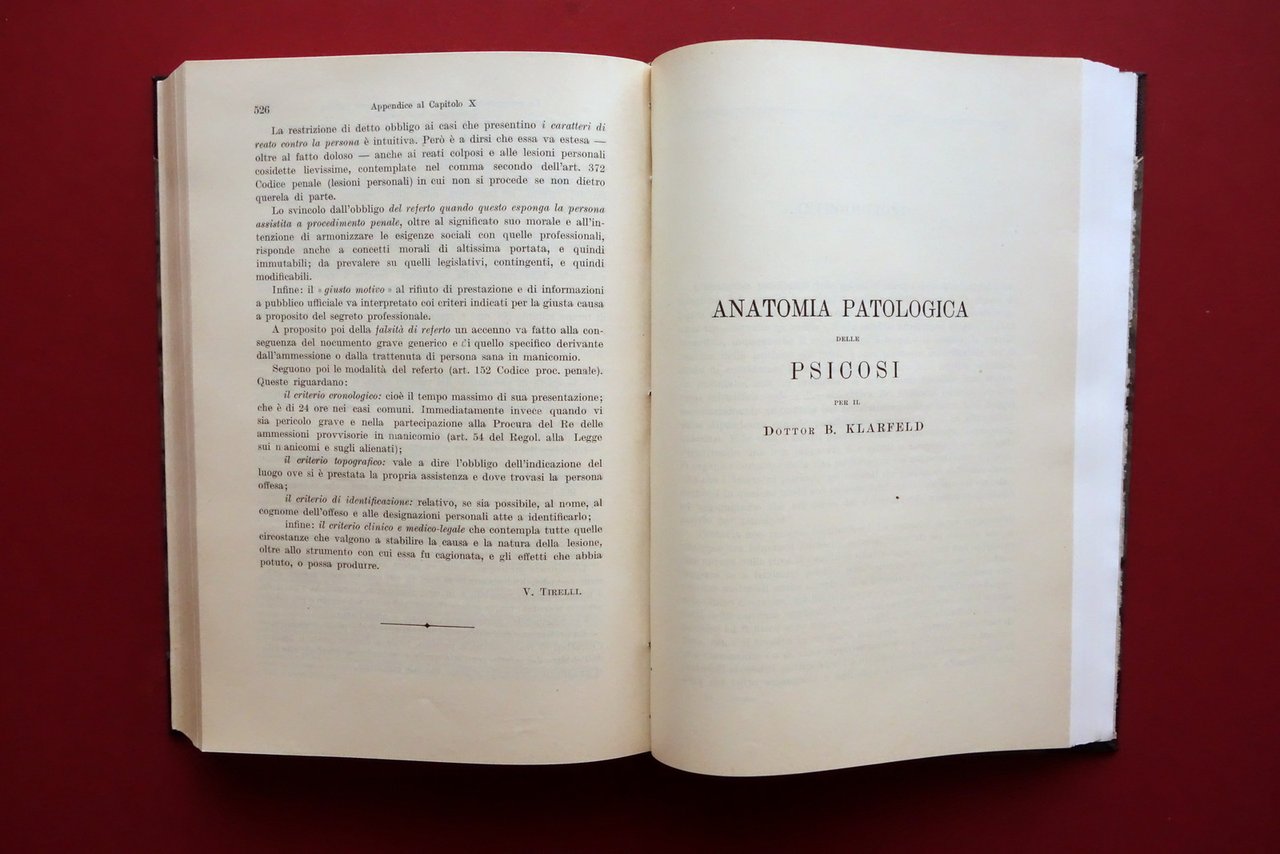 526
Appendice al Capitolo X
La restrizione di detto obbligo ai casi che presentino i caratteri di
reato contro la persona è intuitiva. Però è a dirsi che essa va estesa —
oltre al fatto doloso — anche ai reati colposi e alle lesioni personali
cosidette lievissime, contemplate nel comma secondo dell'art. 372
Codice penale (lesioni personali) in cui non si procede se non dietro
querela di parte.
Lo svincolo dall'obbligo del referto quando questo esponga la persona
assistita a procedimento penale, oltre al significato suo morale e all'in-
tenzione di armonizzare le esigenze sociali con quelle professionali,
risponde anche a concetti morali di altissima portata, e quindi
immutabili; da prevalere su quelli legislativi, contingenti, e quindi
modificabili.
Infine: il « giusto motivo » al rifiuto di prestazione e di informazioni
a pubblico ufficiale va interpretato coi criteri indicati per la giusta causa
a proposito del segreto professionale.
A proposito poi della falsità di referto un accenno va fatto alla con-
seguenza del nocumento grave generico e di quello specifico derivante
dall'ammessione o dalla trattenuta di persona sana in manicomio.
Seguono poi le modalità del referto (art. 152 Codice proc. penale).
Queste riguardano:
il criterio cronologico: cioè il tempo massimo di sua presentazione;
che è di 24 ore nei casi comuni. Immediatamente invece quando vi
sia pericolo grave e nella partecipazione alla Procura del Re delle
ammessioni provvisorie in manicomio (art. 54 del Regol. alla Legge
sui manicomi e sugli alienati);
il criterio topografico: vale a dire l'obbligo dell'indicazione del
luogo ove si è prestata la propria assistenza e dove trovasi la persona
offesa;
il criterio di identificazione: relativo, se sia possibile, al nome, al
cognome dell'offeso e alle designazioni personali atte a identificarlo;
infine: il criterio clinico e medico-legale che contempla tutte quelle
circostanze che valgono a stabilire la causa e la natura della lesione,
oltre allo strumento con cui essa fu cagionata, e gli effetti che abbia
potuto, o possa produrre.
V. TIRELLI.
ANATOMIA PATOLOGICA
DELLE
PSICOSI
PER IL
DOTTOR B. KLARFELD